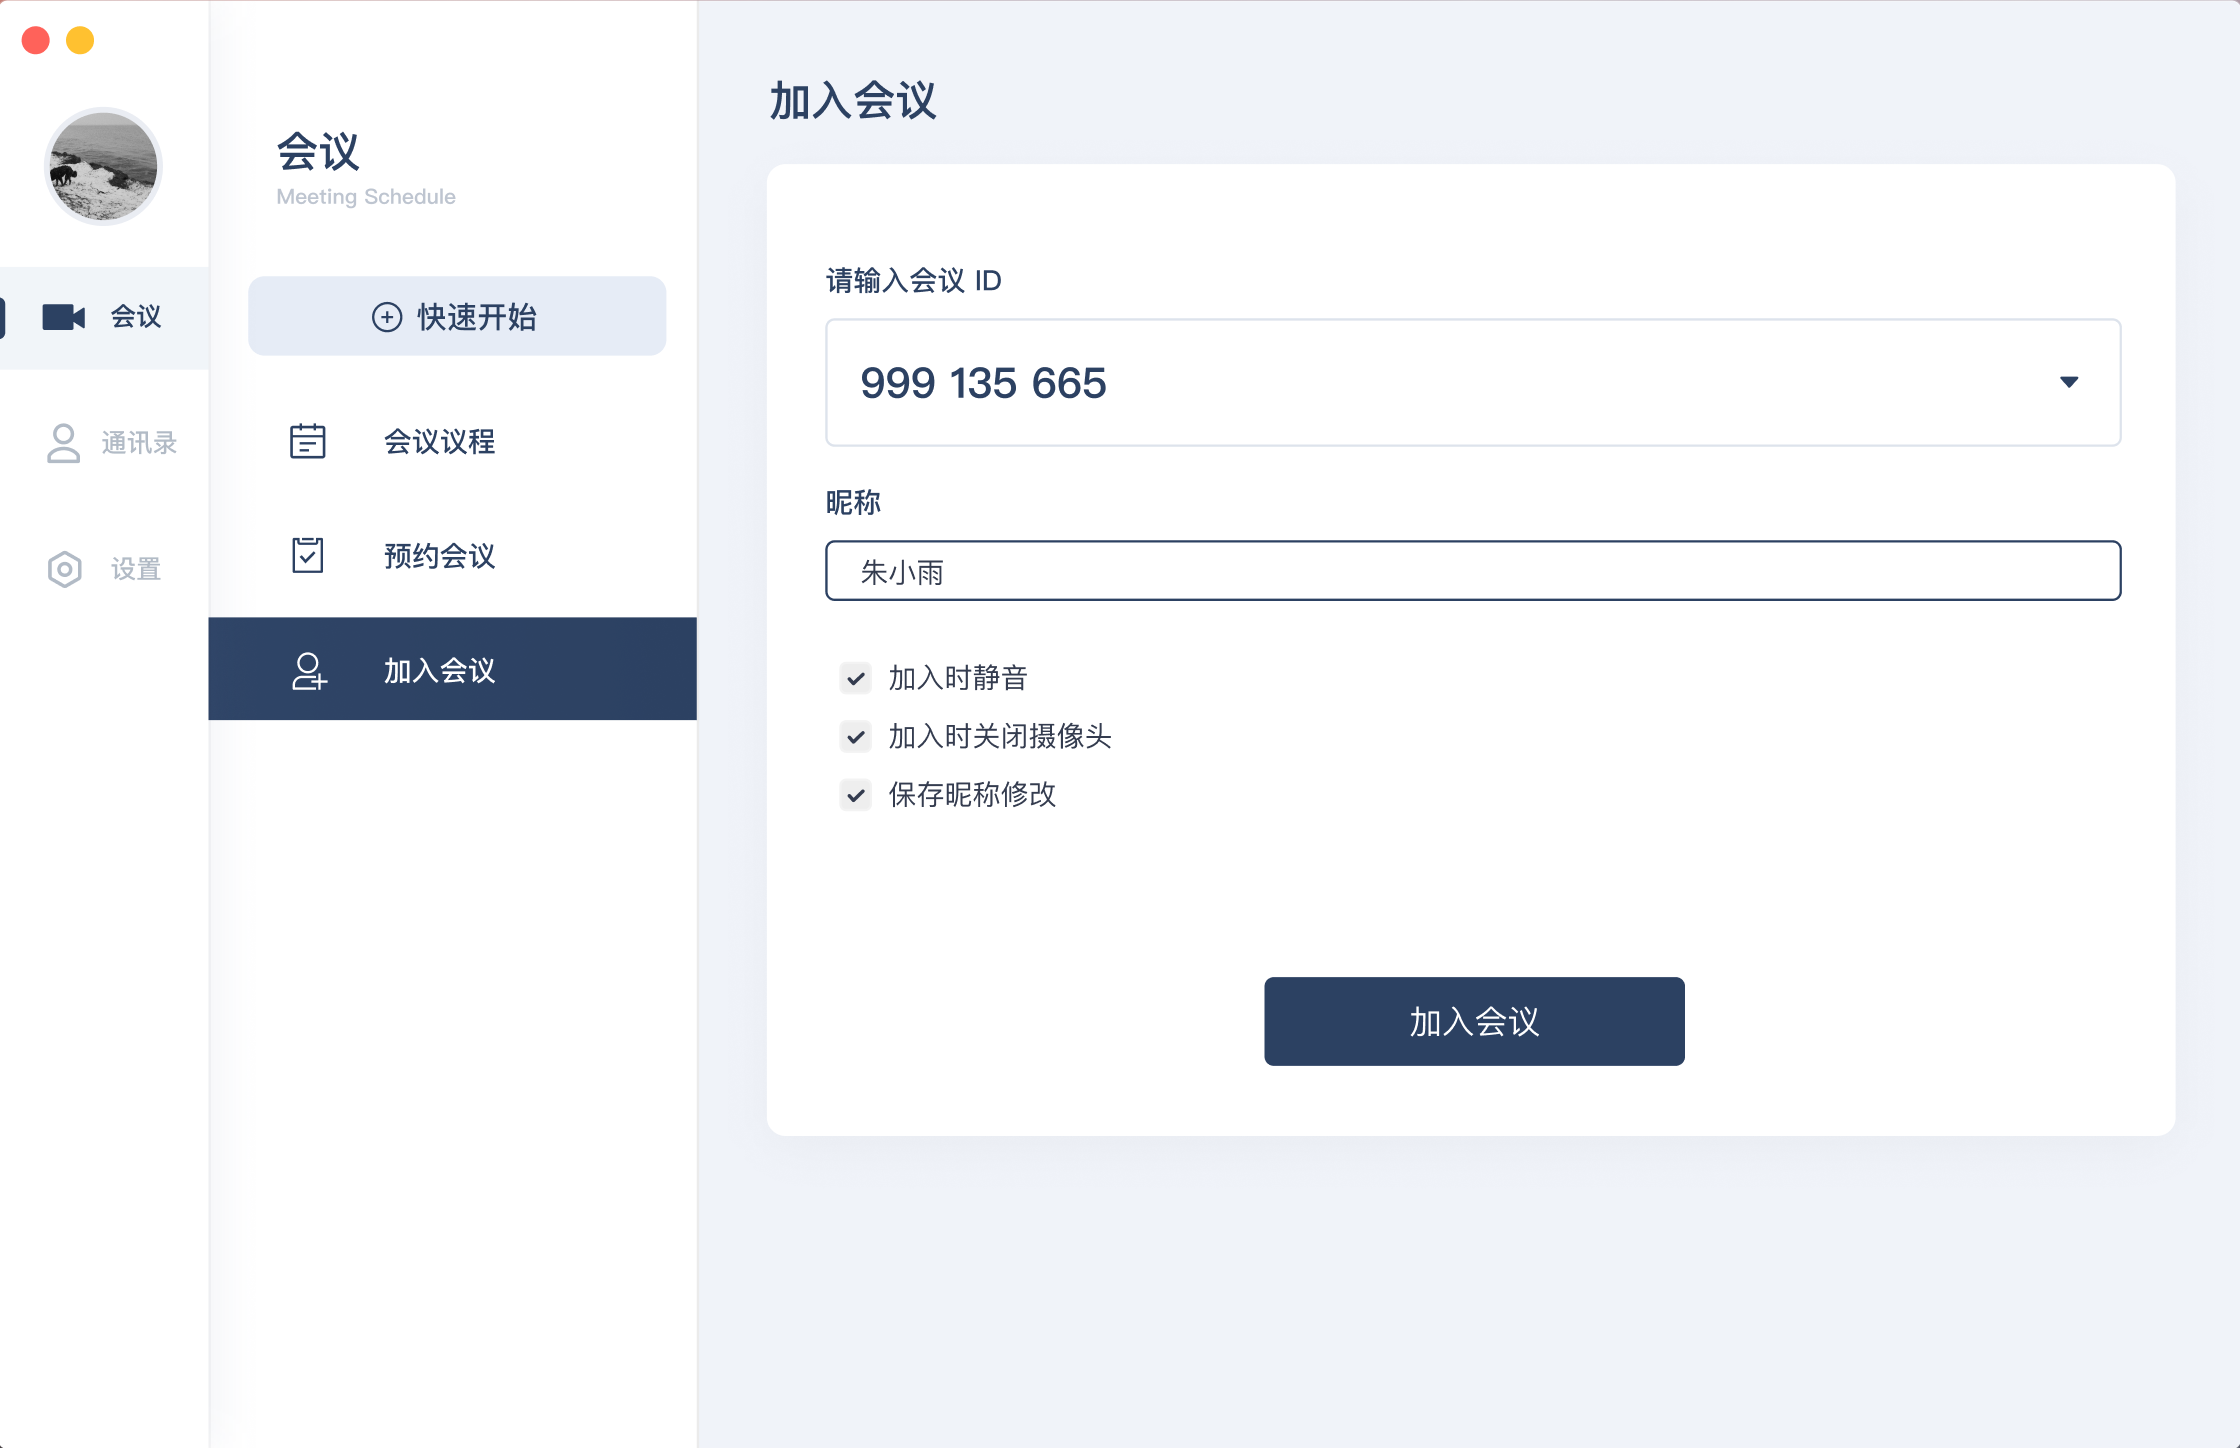 会议
通讯录
设置
会议
Meeting Schedule
快速开始
会议议程
预约会议
加入会议
加入会议
请输入会议 ID
999 135 665
昵称
朱小雨
加入时静音
加入时关闭摄像头
保存昵称修改
加入会议